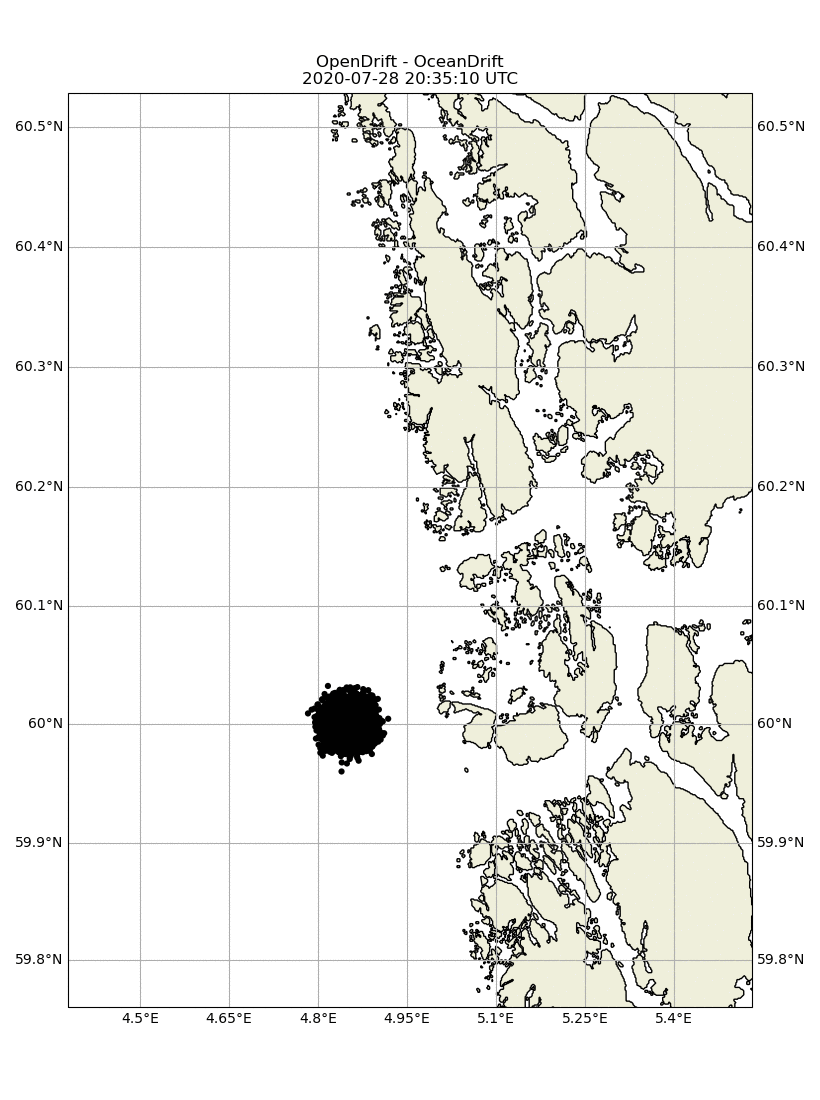 OpenDrift - OceanDrift
2020-07-28 20:35:10 UTC
60.5°N 60.5°N
60.4°N 60.4°N
60.3°N 60.3°N
60.2°N 60.2°N
60.1°N 60.1°N
60°N 60°N
59.9°N 59.9°N
59.8°N 59.8°N
4.5°E 4.65°E 4.8°E 4.95°E 5.1°E 5.25°E 5.4°E